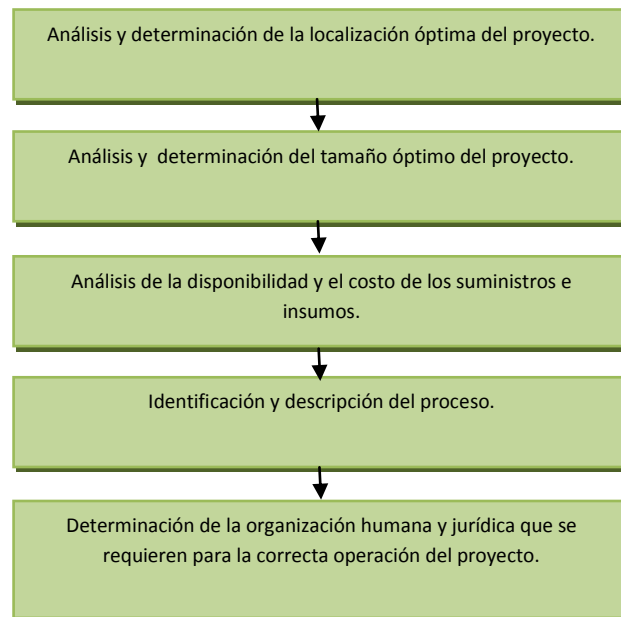 Análisis y determinación de la localización óptima del proyecto.
Análisis y  determinación del tamaño óptimo del proyecto.
Análisis de la disponibilidad y el costo de los suministros e
insumos.
Identificación y descripción del proceso.
Determinación de la organización humana y jurídica que se
requieren para la correcta operación del proyecto.